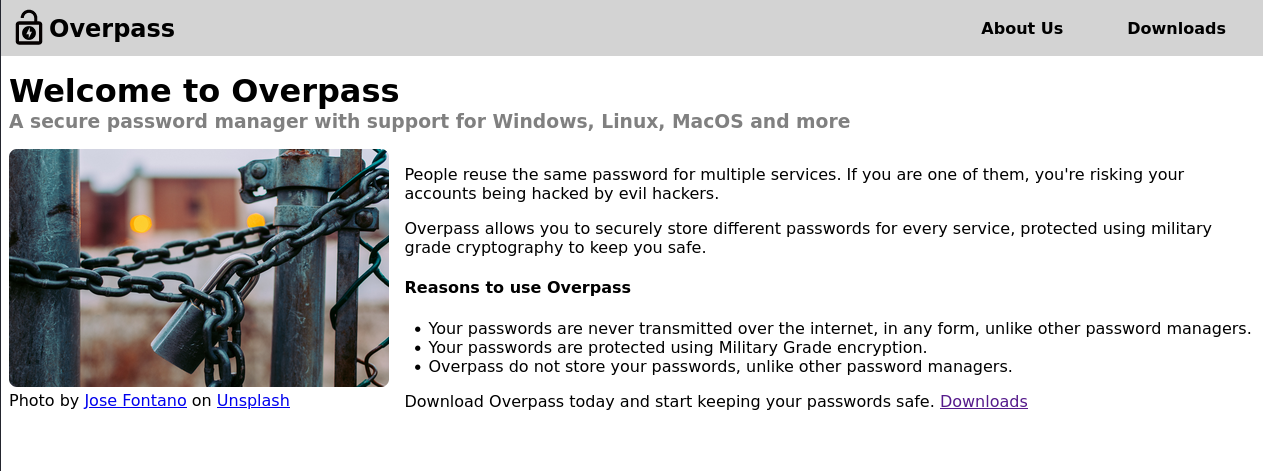 Overpass
About Us
Downloads
Welcome to Overpass
A secure password manager with support for Windows, Linux, MacOS and more
People reuse the same password for multiple services. If you are one of them, you're risking your
accounts being hacked by evil hackers.
Overpass allows you to securely store different passwords for every service, protected using military
grade cryptography to keep you safe.
Reasons to use Overpass
• Your passwords are never transmitted over the internet, in any form, unlike other password managers.
• Your passwords are protected using Military Grade encryption.
• Overpass do not store your passwords, unlike other password managers.
Download Overpass today and start keeping your passwords safe. Downloads
Photo by Jose Fontano on Unsplash